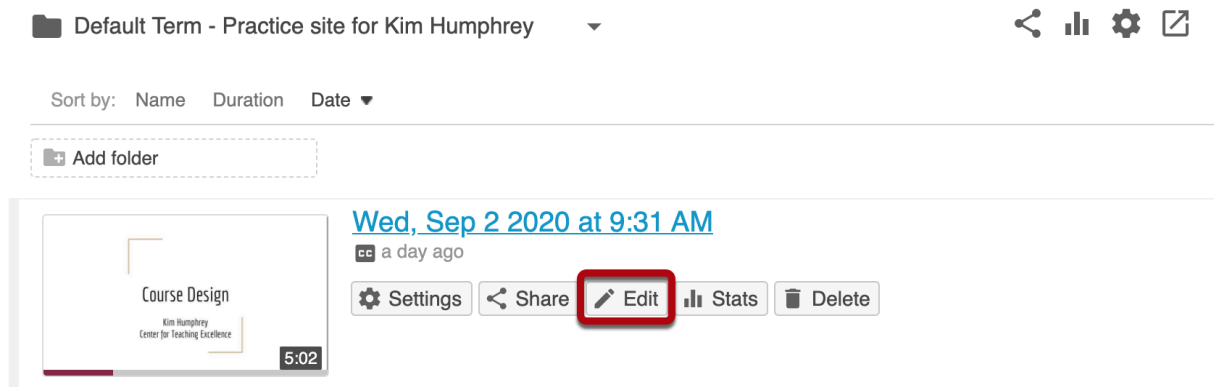 Default Term - Practice site for Kim Humphrey
Sort by: Name Duration Date
Add folder
Wed, Sep 2 2020 at 9:31 AM
CC a day ago
Settings Share Edit Stats Delete
Course Design
Kim Humphrey
Center for Teaching Excellence
5:02